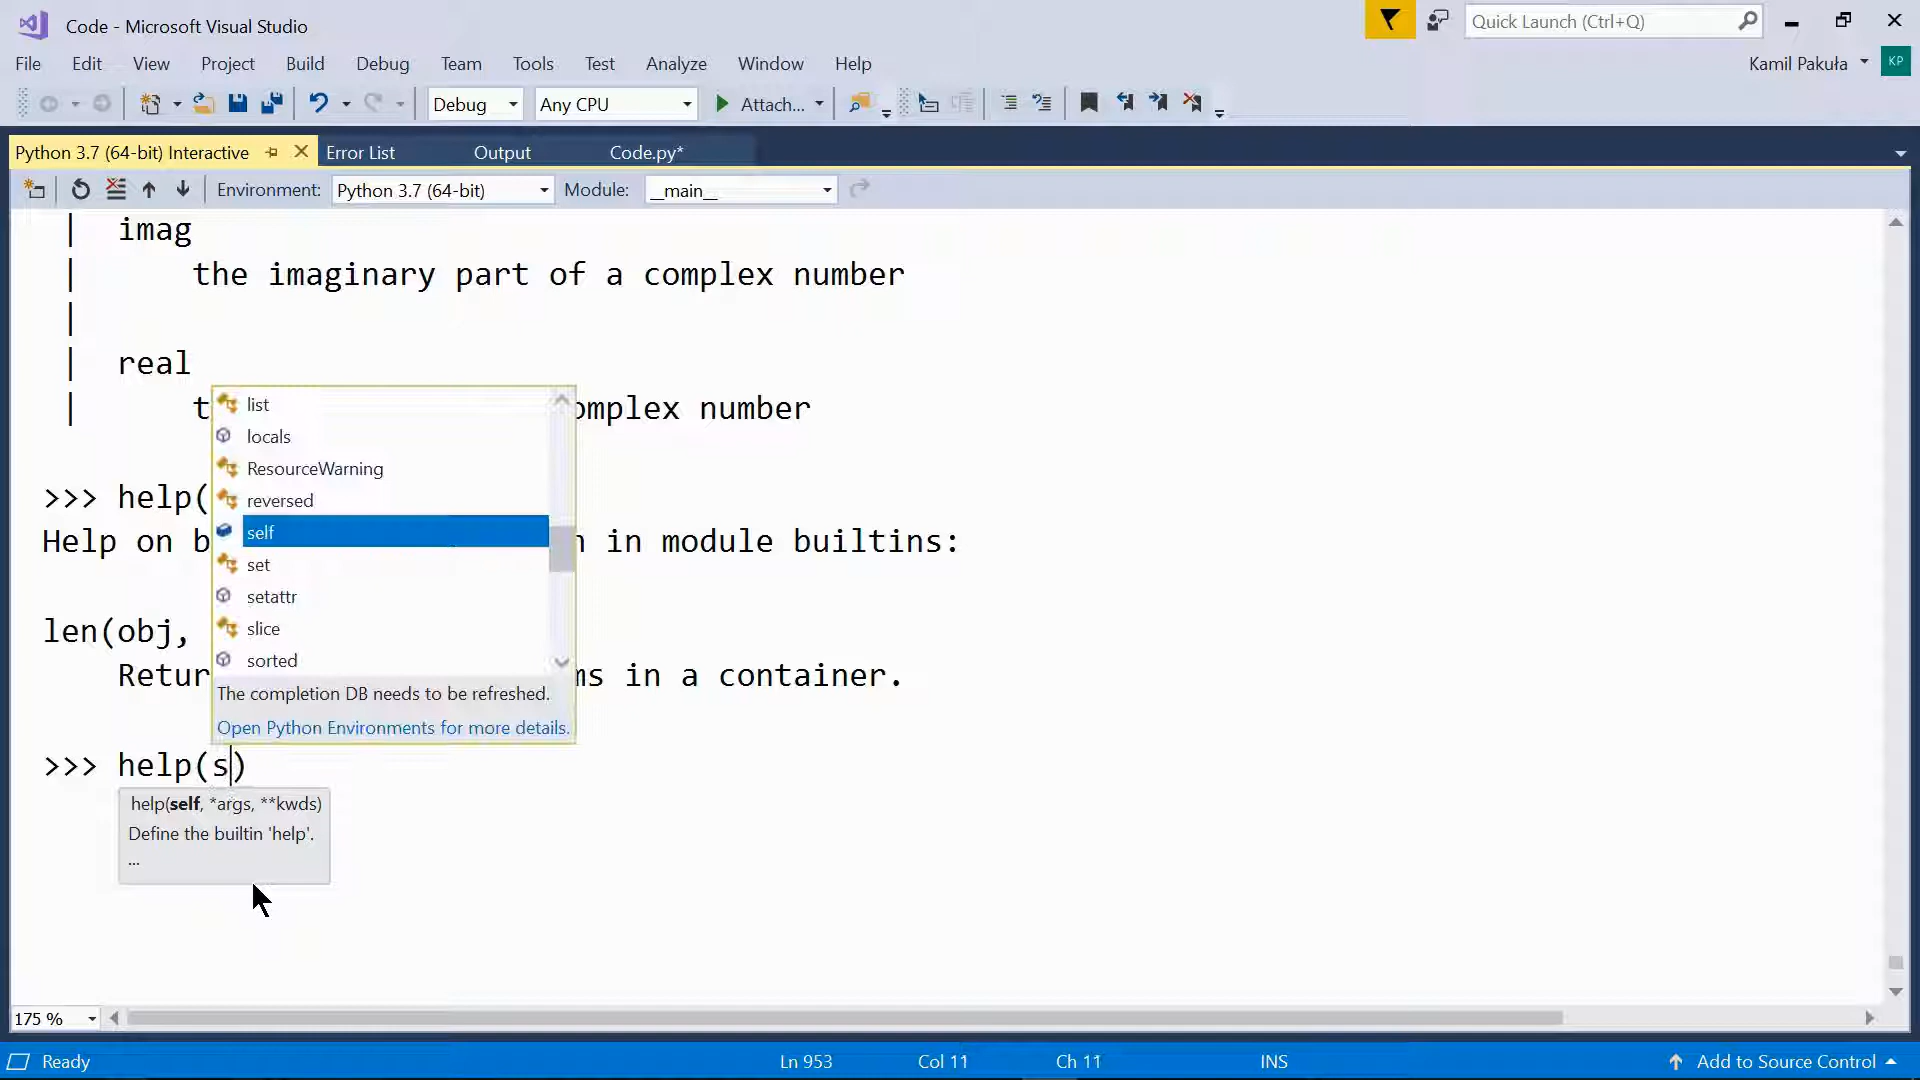 Code - Microsoft Visual Studio
Quick Launch (Ctrl+Q)
File Edit View Project Build Debug Team Tools Test Analyze Window Help
Kamil Pakuła KP
Debug Any CPU Attach...
Python 3.7 (64-bit) Interactive Error List Output Code.py*
Environment: Python 3.7 (64-bit) Module: __main__
| imag
| the imaginary part of a complex number
|
| real
| t omplex number
>>> help(
Help on b n in module builtins:
len(obj,
Retur ms in a container.
list
locals
ResourceWarning
reversed
self
set
setattr
slice
sorted
The completion DB needs to be refreshed.
Open Python Environments for more details.
>>> help(s)
help(self, *args, **kwds)
Define the builtin 'help'.
...
175 %
Ready Ln 953 Col 11 Ch 11 INS Add to Source Control